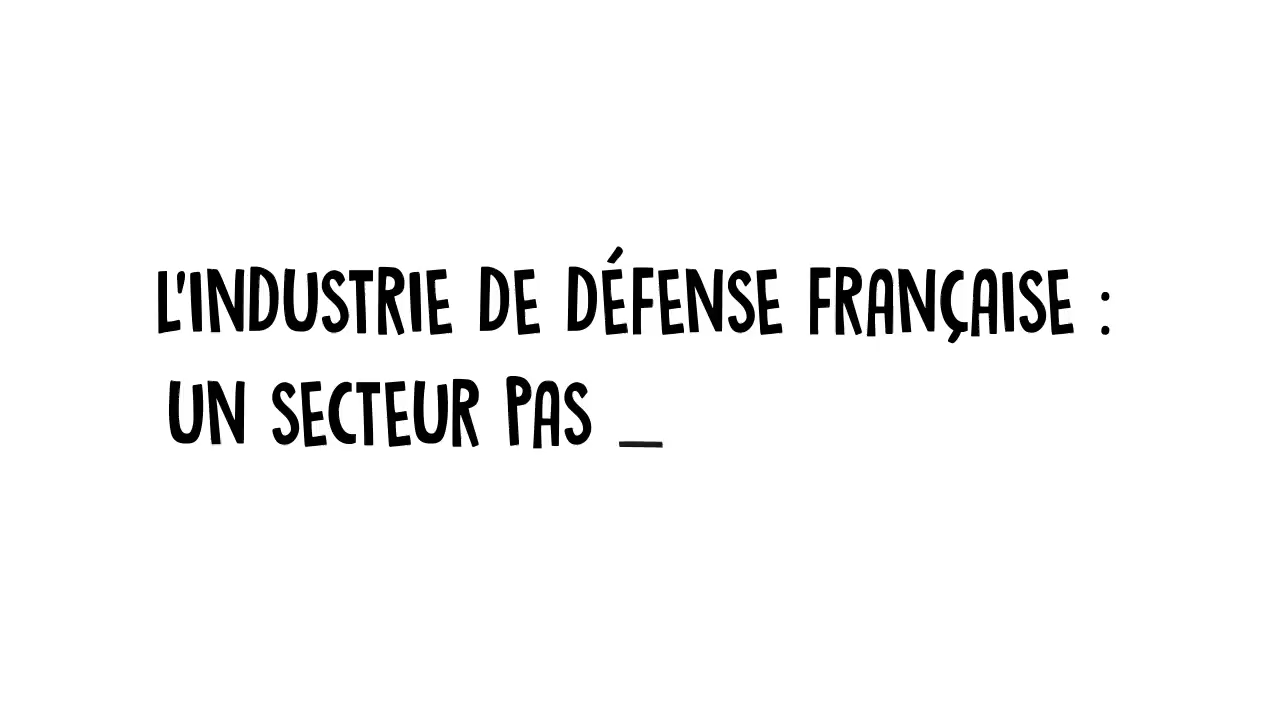 L'INDUSTRIE DE DÉFENSE FRANÇAISE :
UN SECTEUR PAS _